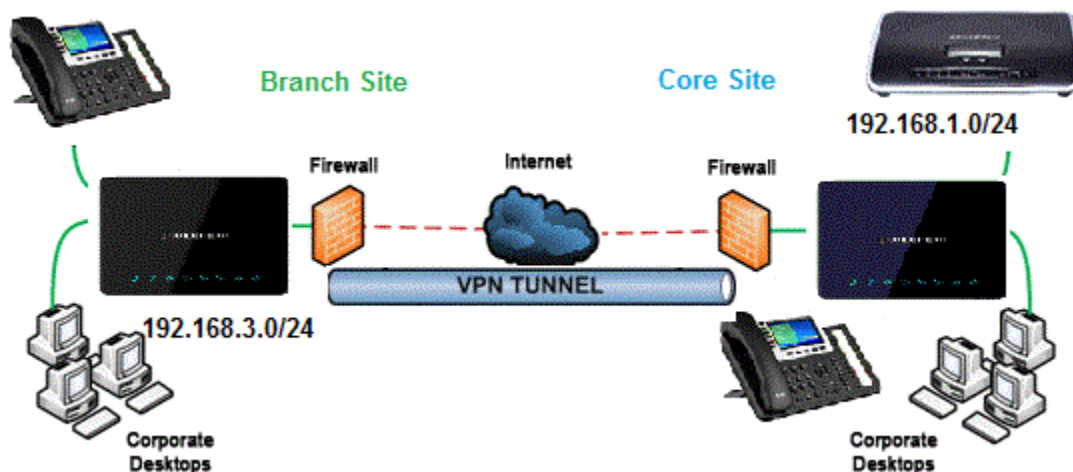 Branch Site
Core Site
192.168.1.0/24
Firewall
Internet
Firewall
VPN TUNNEL
192.168.3.0/24
Corporate
Desktops
Corporate
Desktops